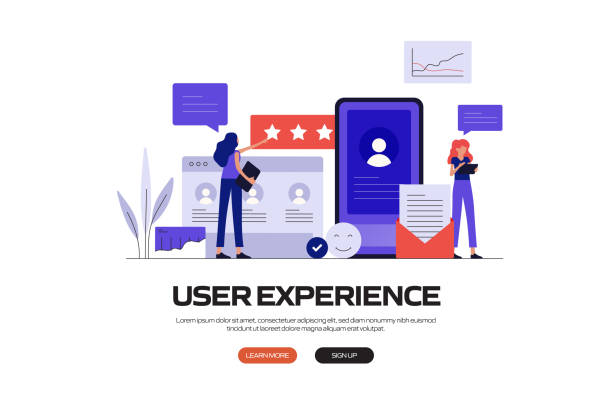 USER EXPERIENCE
Lorem ipsum dolor sit amet, consectetuer adipiscing elit, sed diam nonummy nibh euismod
tincidunt ut laoreet dolore magna aliquam erat volutpat.
LEARN MORE
SIGN UP